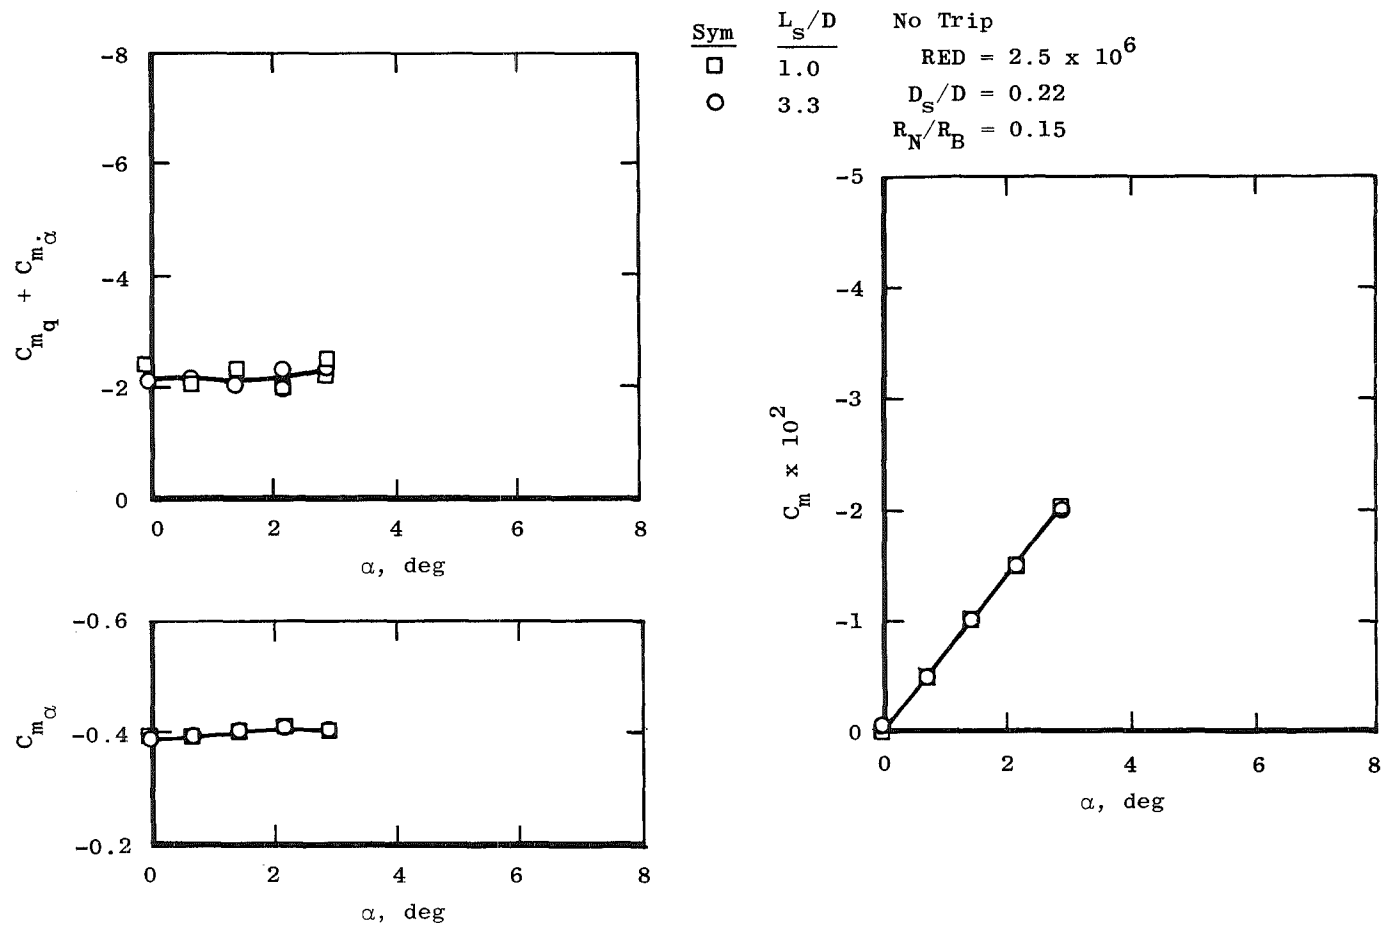 Sym L_s/D No Trip
□ 1.0 RED = 2.5 x 10^6
○ 3.3 D_s/D = 0.22
R_N/R_B = 0.15
-8
-6
-4
-2
0
C_mq + C_mα̇
0 2 4 6 8
α, deg
-0.6
-0.4
-0.2
C_mα
0 2 4 6 8
α, deg
-5
-4
-3
-2
-1
0
C_m x 10^2
0 2 4 6 8
α, deg